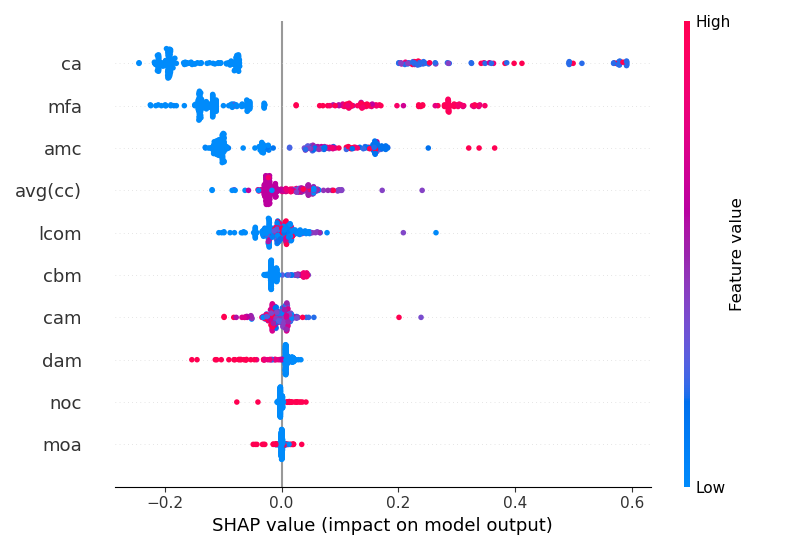 High
ca
mfa
amc
avg(cc)
lcom
cbm
cam
dam
noc
moa
Feature value
Low
−0.2 0.0 0.2 0.4 0.6
SHAP value (impact on model output)